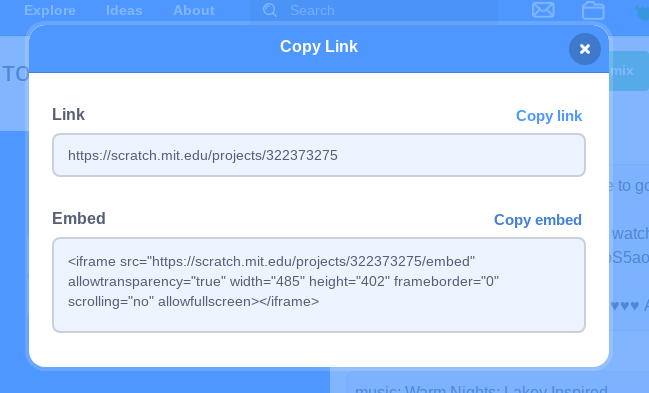 Explore Ideas About Search
Copy Link
TO
mix
Link Copy link
https://scratch.mit.edu/projects/322373275
Embed Copy embed
<iframe src="https://scratch.mit.edu/projects/322373275/embed"
allowtransparency="true" width="485" height="402" frameborder="0"
scrolling="no" allowfullscreen></iframe>
e to go
watch
S5ao
♥♥♥ A
music: Warm Nights: Lakey Inspired